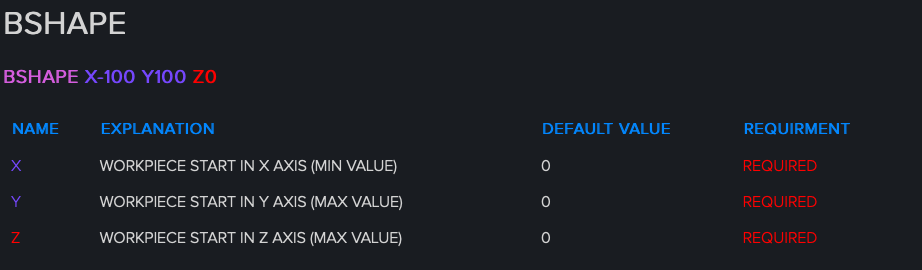 BSHAPE
BSHAPE X-100 Y100 Z0
NAME EXPLANATION DEFAULT VALUE REQUIRMENT
X WORKPIECE START IN X AXIS (MIN VALUE) 0 REQUIRED
Y WORKPIECE START IN Y AXIS (MAX VALUE) 0 REQUIRED
Z WORKPIECE START IN Z AXIS (MAX VALUE) 0 REQUIRED